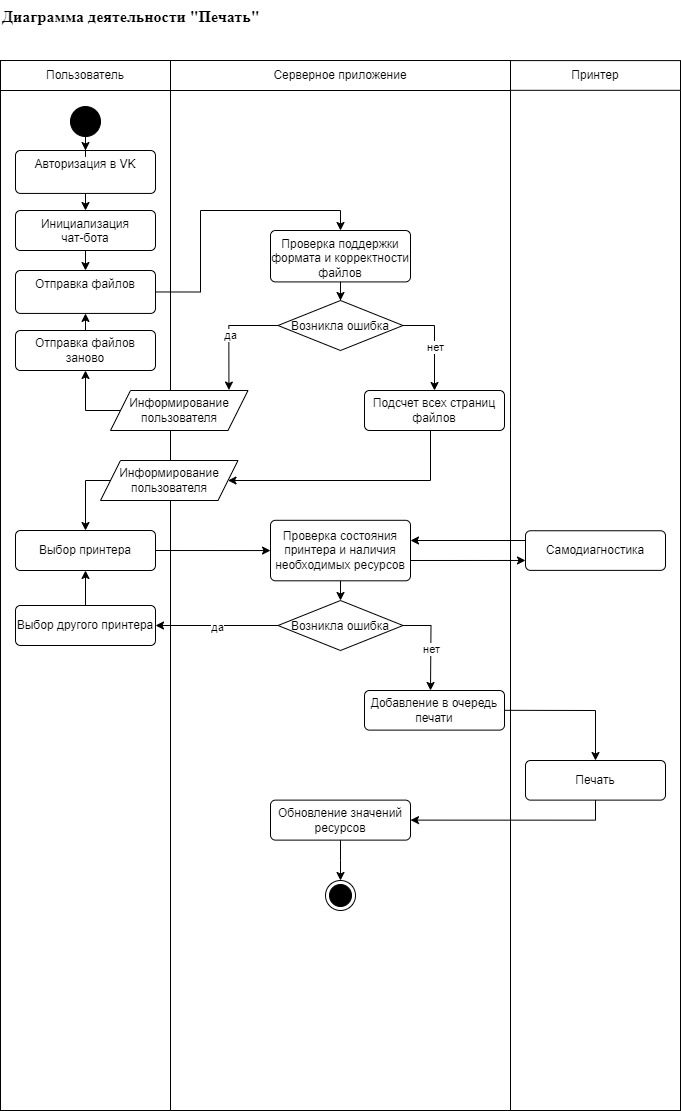 Диаграмма деятельности "Печать"
Пользователь
Серверное приложение
Принтер
Авторизация в VK
Инициализация
чат-бота
Отправка файлов
Проверка поддержки
формата и корректности
файлов
Возникла ошибка
да
нет
Отправка файлов
заново
Информирование
пользователя
Подсчет всех страниц
файлов
Информирование
пользователя
Выбор принтера
Проверка состояния
принтера и наличия
необходимых ресурсов
Самодиагностика
Выбор другого принтера
да
Возникла ошибка
нет
Добавление в очередь
печати
Печать
Обновление значений
ресурсов